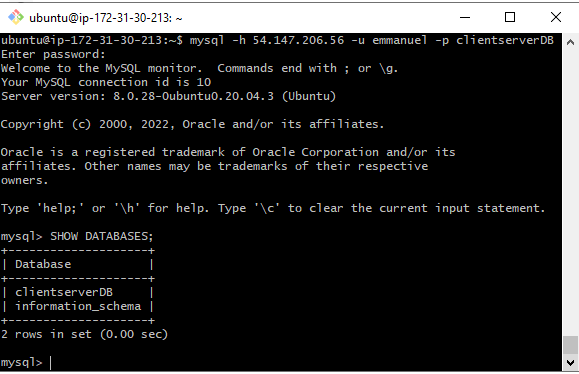 ubuntu@ip-172-31-30-213: ~
ubuntu@ip-172-31-30-213:~$ mysql -h 54.147.206.56 -u emmanuel -p clientserverDB
Enter password:
Welcome to the MySQL monitor.  Commands end with ; or \g.
Your MySQL connection id is 10
Server version: 8.0.28-0ubuntu0.20.04.3 (Ubuntu)

Copyright (c) 2000, 2022, Oracle and/or its affiliates.

Oracle is a registered trademark of Oracle Corporation and/or its
affiliates. Other names may be trademarks of their respective
owners.

Type 'help;' or '\h' for help. Type '\c' to clear the current input statement.

mysql> SHOW DATABASES;
+--------------------+
| Database           |
+--------------------+
| clientserverDB     |
| information_schema |
+--------------------+
2 rows in set (0.00 sec)

mysql>